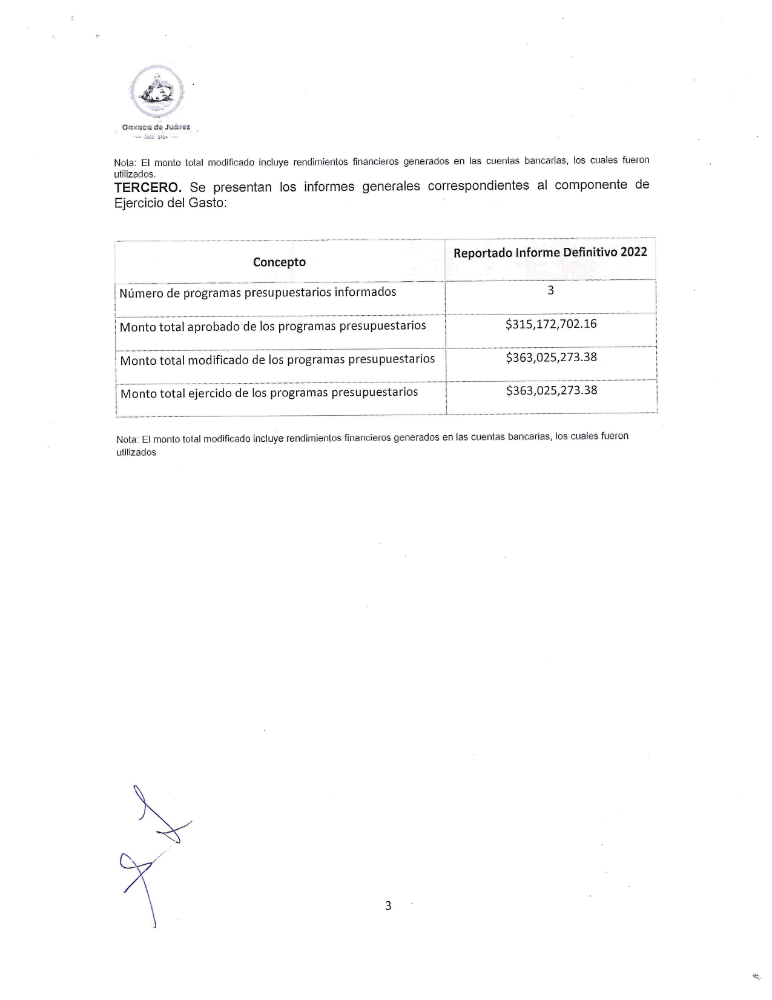 Oaxaca de Juárez
Nota: El monto total modificado incluye rendimientos financieros generados en las cuentas bancarias, los cuales fueron
utilizados.
TERCERO. Se presentan los informes generales correspondientes al componente de
Ejercicio del Gasto:
Concepto Reportado Informe Definitivo 2022
Número de programas presupuestarios informados 3
Monto total aprobado de los programas presupuestarios $315,172,702.16
Monto total modificado de los programas presupuestarios $363,025,273.38
Monto total ejercido de los programas presupuestarios $363,025,273.38
Nota: El monto total modificado incluye rendimientos financieros generados en las cuentas bancarias, los cuales fueron
utilizados
3